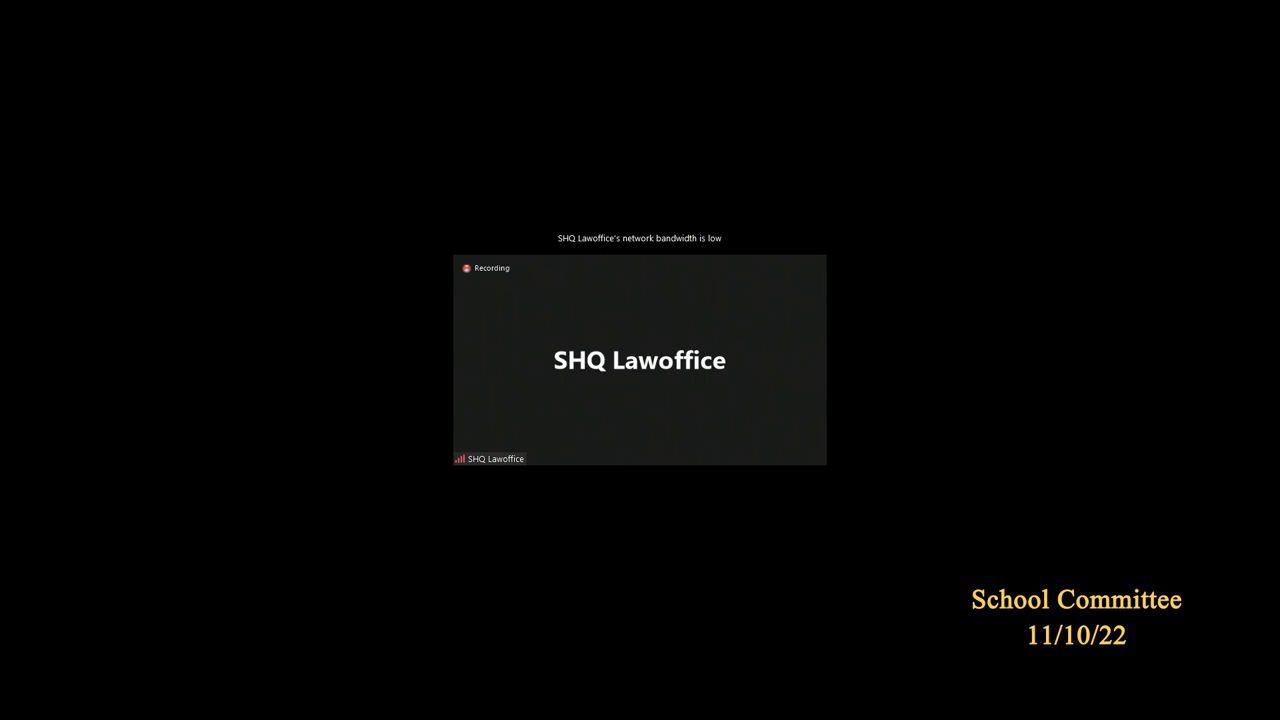 SHQ Lawoffice's network bandwidth is low
Recording
SHQ Lawoffice
SHQ Lawoffice
School Committee
11/10/22